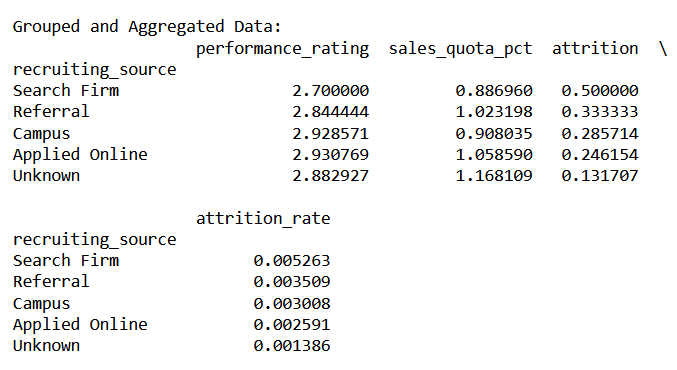 Grouped and Aggregated Data:
performance_rating sales_quota_pct attrition \
recruiting_source
Search Firm 2.700000 0.886960 0.500000
Referral 2.844444 1.023198 0.333333
Campus 2.928571 0.908035 0.285714
Applied Online 2.930769 1.058590 0.246154
Unknown 2.882927 1.168109 0.131707
attrition_rate
recruiting_source
Search Firm 0.005263
Referral 0.003509
Campus 0.003008
Applied Online 0.002591
Unknown 0.001386